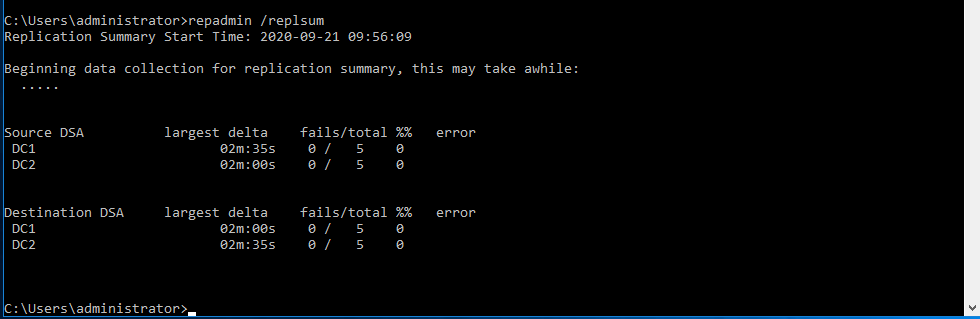 C:\Users\administrator>repadmin /replsum
Replication Summary Start Time: 2020-09-21 09:56:09
Beginning data collection for replication summary, this may take awhile:
.....
Source DSA          largest delta    fails/total %%   error
DC1                       02m:35s    0 /   5    0
DC2                       02m:00s    0 /   5    0
Destination DSA     largest delta    fails/total %%   error
DC1                       02m:00s    0 /   5    0
DC2                       02m:35s    0 /   5    0
C:\Users\administrator>